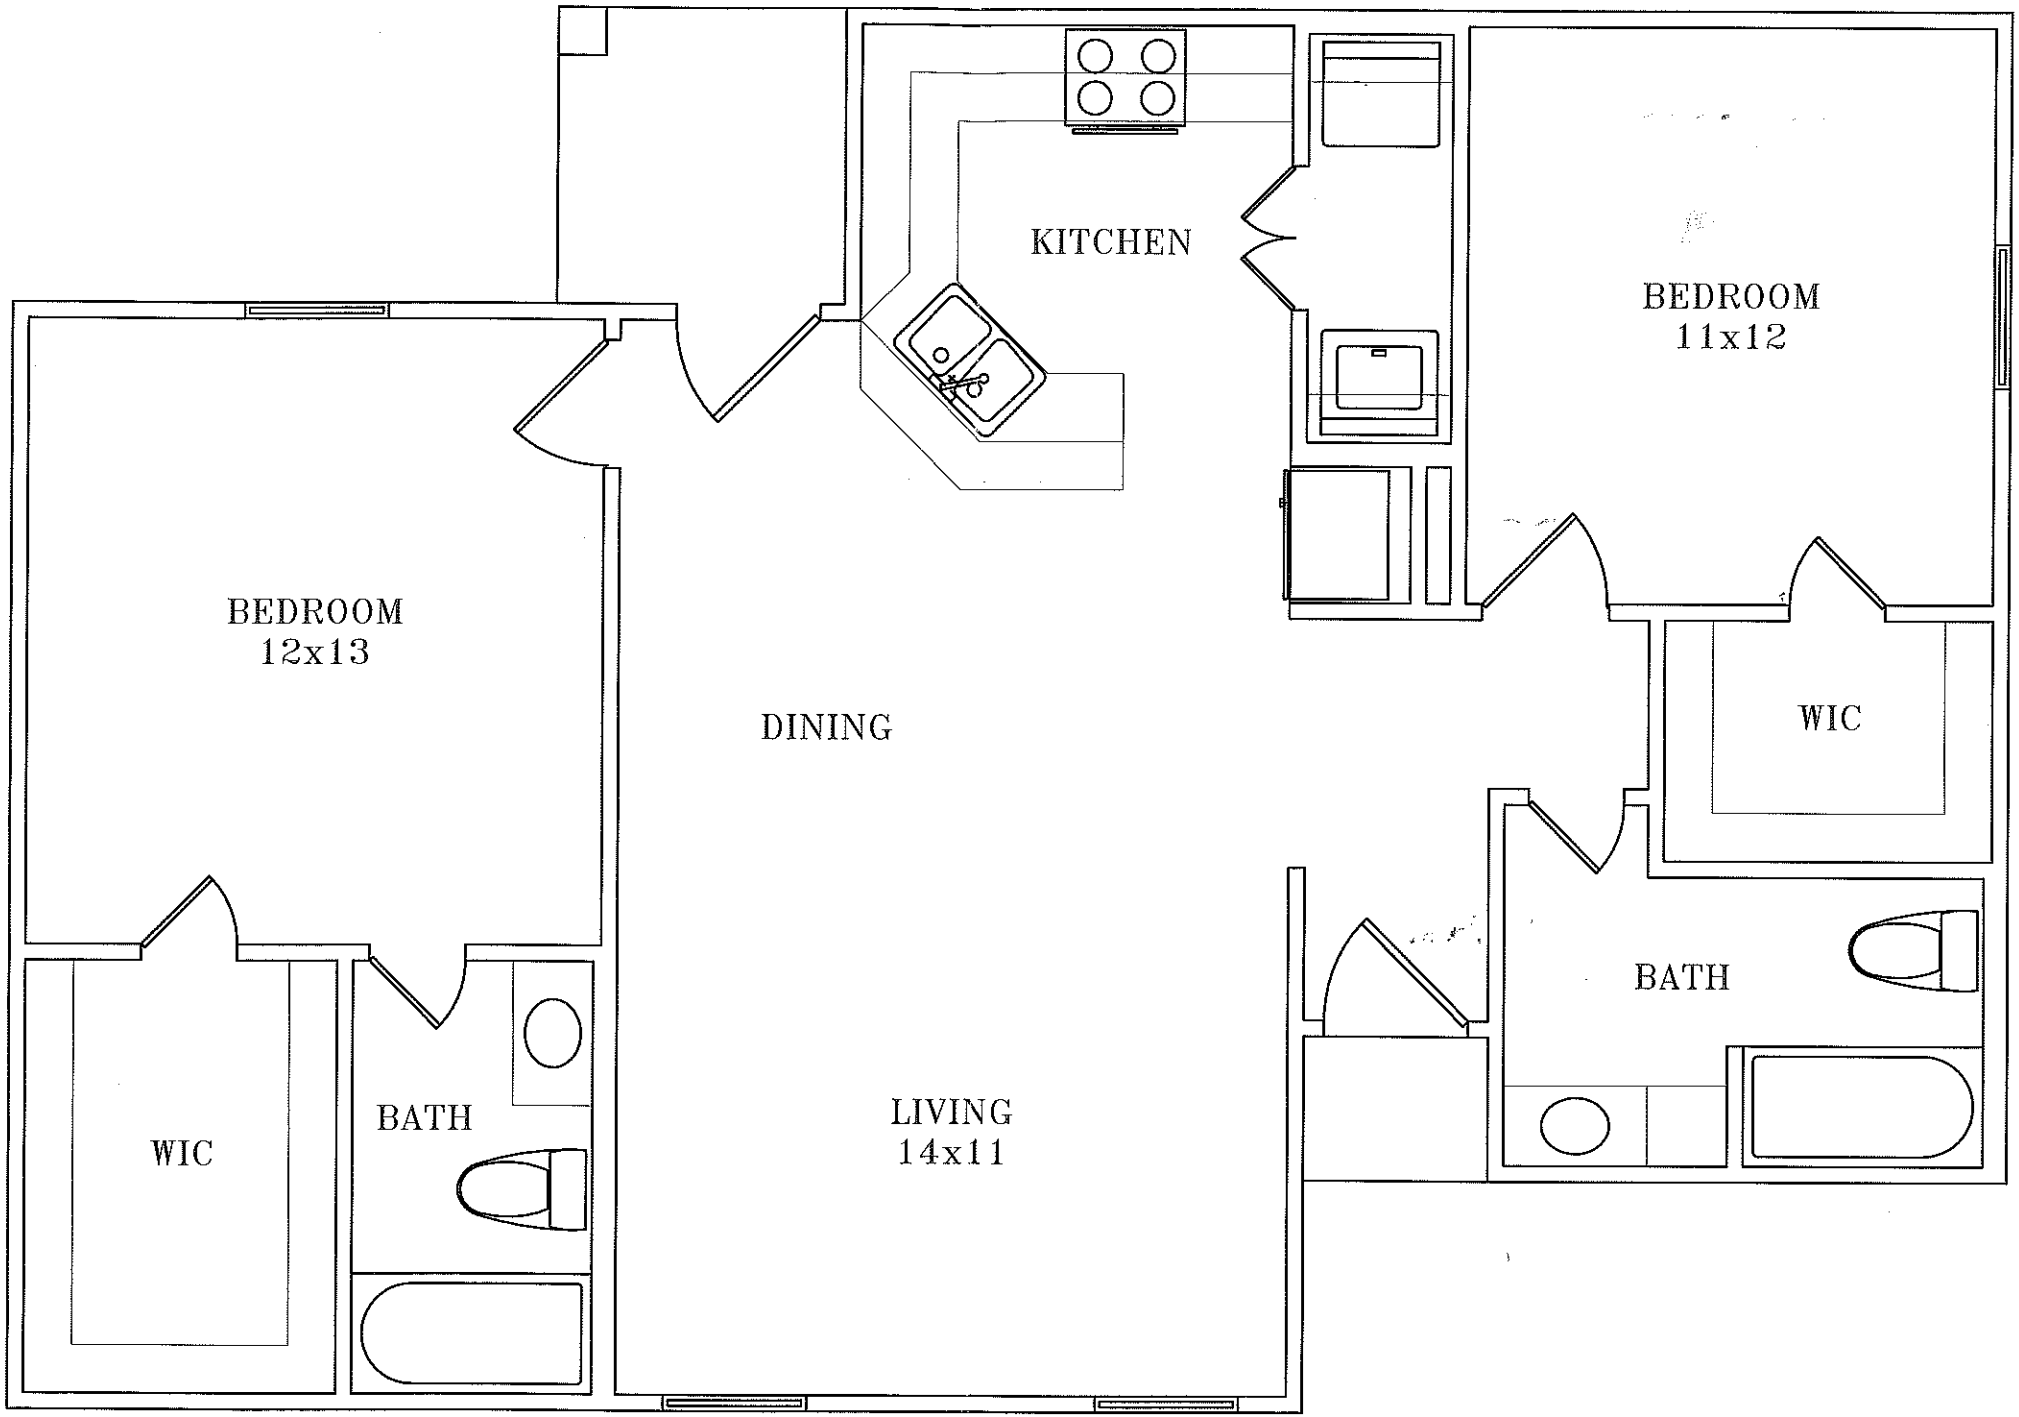 KITCHEN
BEDROOM
11x12
BEDROOM
12x13
DINING
WIC
BATH
LIVING
14x11
BATH
WIC